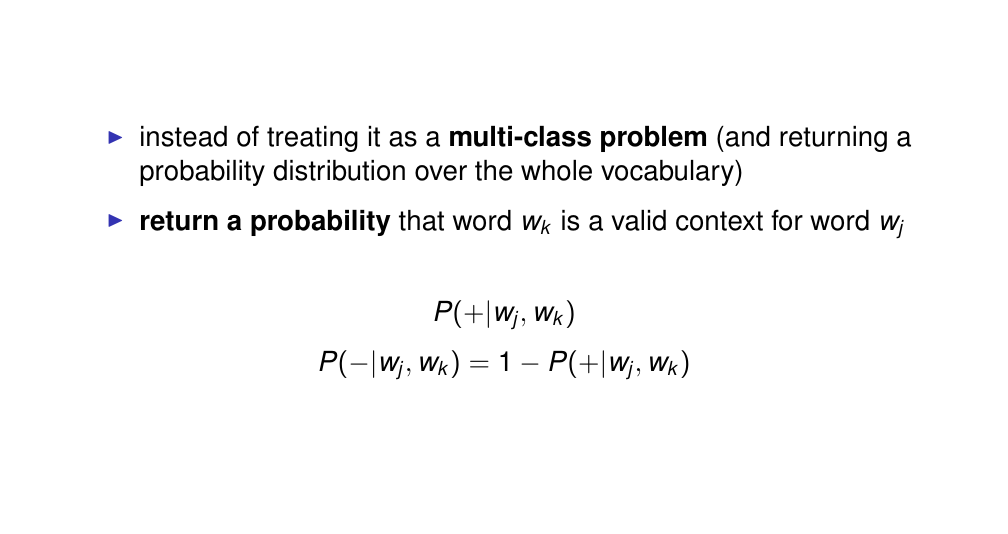 ▶ instead of treating it as a multi-class problem (and returning a
probability distribution over the whole vocabulary)
▶ return a probability that word w_k is a valid context for word w_j
P(+|w_j, w_k)
P(−|w_j, w_k) = 1 − P(+|w_j, w_k)